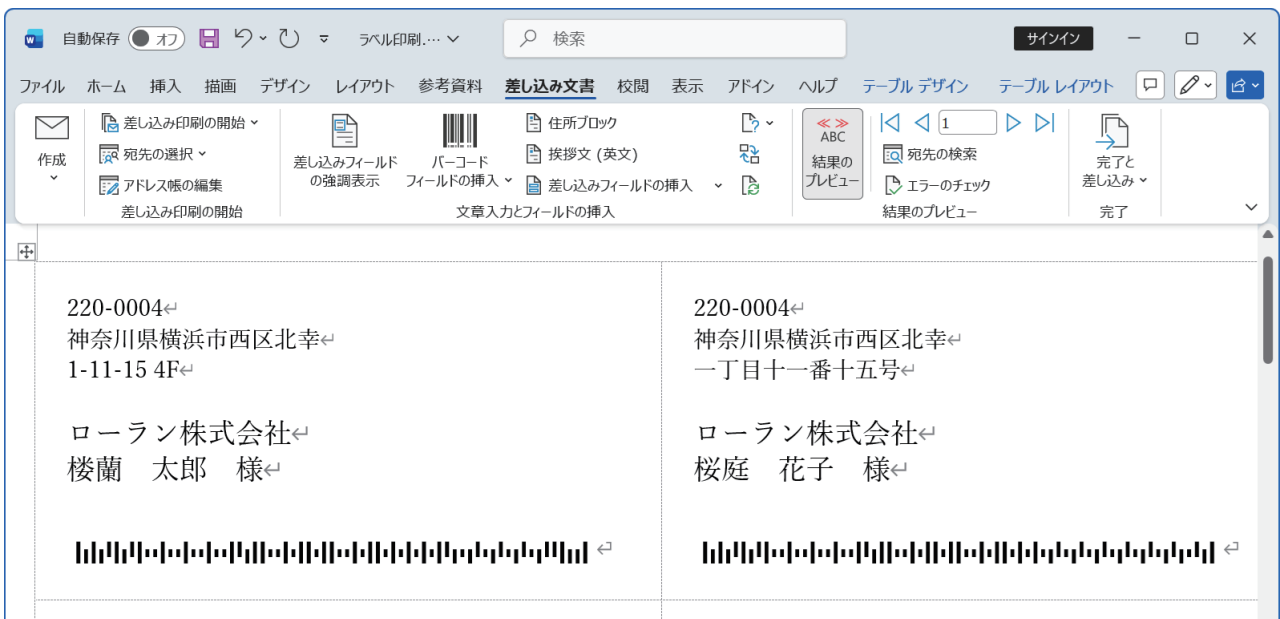 自動保存 オフ ラベル印刷.… 検索 サインイン
ファイル ホーム 挿入 描画 デザイン レイアウト 参考資料 差し込み文書 校閲 表示 アドイン ヘルプ テーブル デザイン テーブル レイアウト
作成
差し込み印刷の開始
宛先の選択
アドレス帳の編集
差し込み印刷の開始
差し込みフィールド
の強調表示
バーコード
フィールドの挿入
住所ブロック
挨拶文 (英文)
差し込みフィールドの挿入
文章入力とフィールドの挿入
ABC
結果の
プレビュー
1
宛先の検索
エラーのチェック
結果のプレビュー
完了と
差し込み
完了
220-0004
神奈川県横浜市西区北幸
1-11-15 4F
ローラン株式会社
楼蘭 太郎 様
220-0004
神奈川県横浜市西区北幸
一丁目十一番十五号
ローラン株式会社
桜庭 花子 様